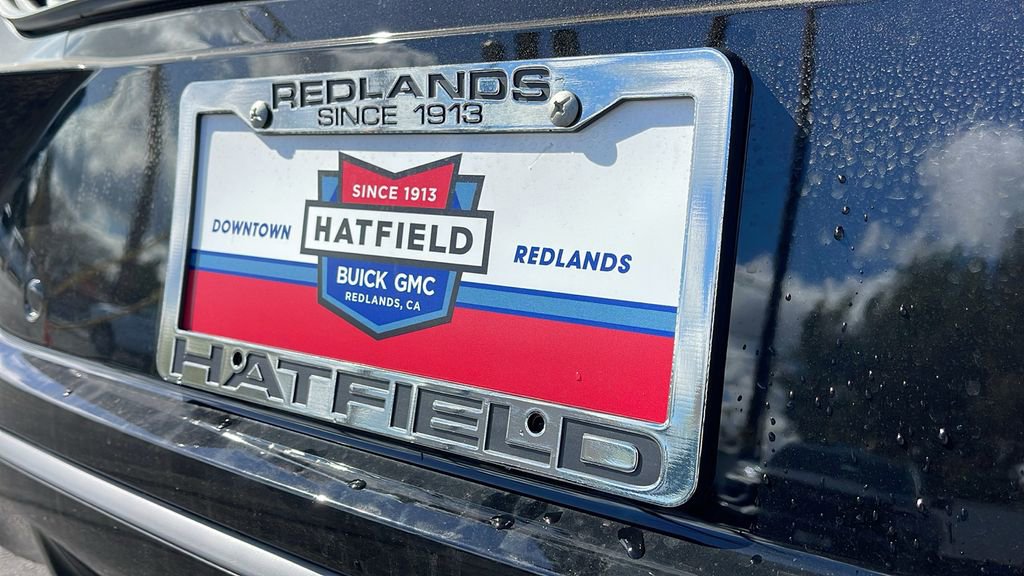 REDLANDS
SINCE 1913
SINCE 1913
DOWNTOWN HATFIELD REDLANDS
BUICK GMC
REDLANDS, CA
HATFIELD